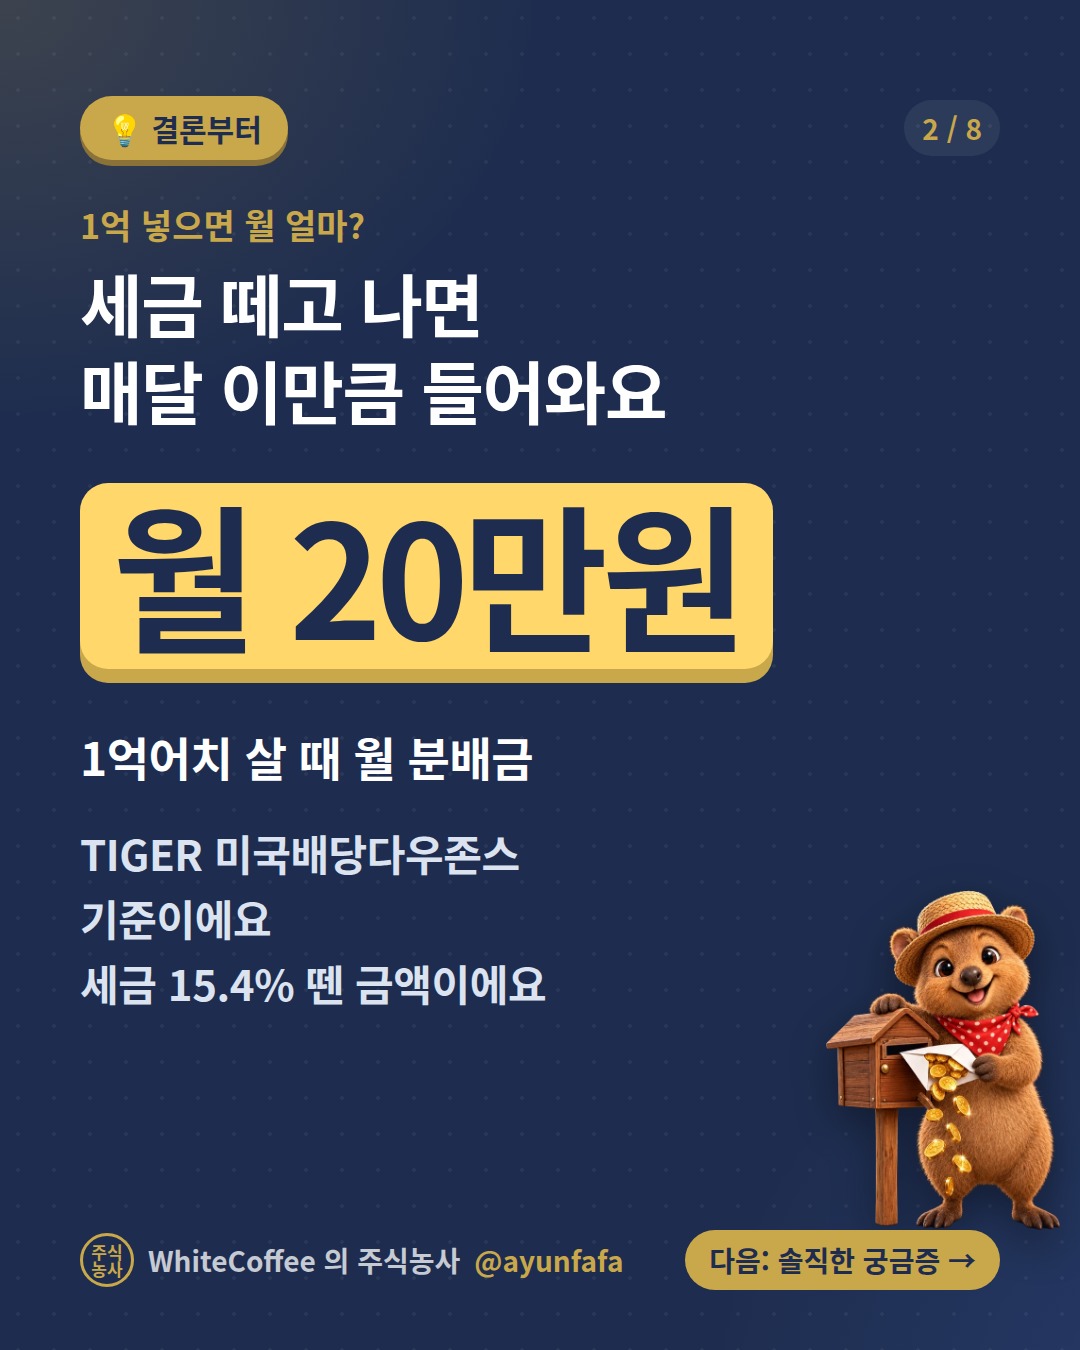 💡 결론부터
2 / 8
1억 넣으면 월 얼마?
세금 떼고 나면
매달 이만큼 들어와요
월 20만원
1억어치 살 때 월 분배금
TIGER 미국배당다우존스
기준이에요
세금 15.4% 뗀 금액이에요
주식
농사
WhiteCoffee 의 주식농사 @ayunfafa
다음: 솔직한 궁금증 →